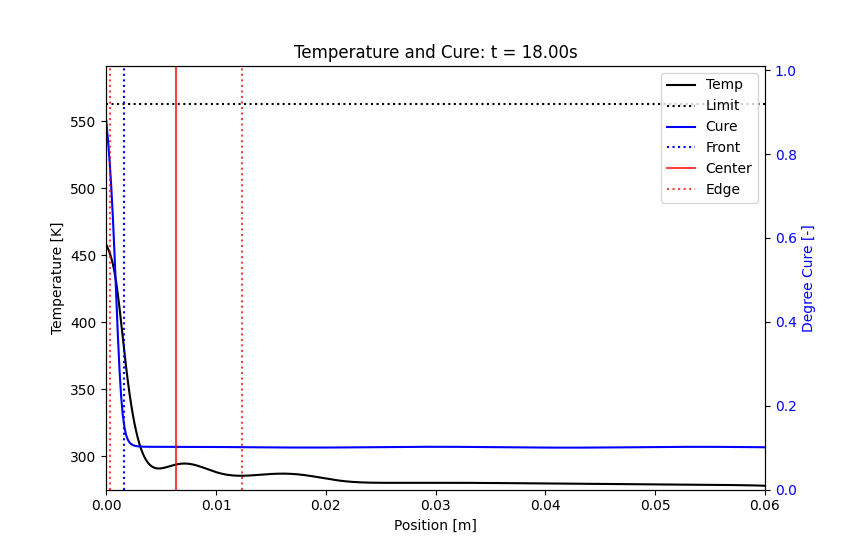 Temperature and Cure: t = 18.00s
Temp
Limit
Cure
Front
Center
Edge
Temperature [K]
550
500
450
400
350
300
1.0
0.8
0.6
0.4
0.2
0.0
Degree Cure [-]
0.00 0.01 0.02 0.03 0.04 0.05 0.06
Position [m]